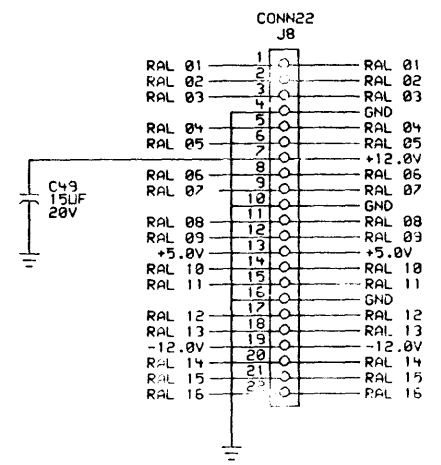 CONN22
J8
RAL 01 1 RAL 01
RAL 02 2 RAL 02
RAL 03 3 RAL 03
4 GND
RAL 04 5 RAL 04
RAL 05 6 RAL 05
7 +12.0V
RAL 06 8 RAL 06
RAL 07 9 RAL 07
10 GND
RAL 08 11 RAL 08
RAL 09 12 RAL 09
+5.0V 13 +5.0V
RAL 10 14 RAL 10
RAL 11 15 RAL 11
16 GND
RAL 12 17 RAL 12
RAL 13 18 RAL 13
-12.0V 19 -12.0V
RAL 14 20 RAL 14
RAL 15 21 RAL 15
RAL 16 22 RAL 16
C49
15UF
20V